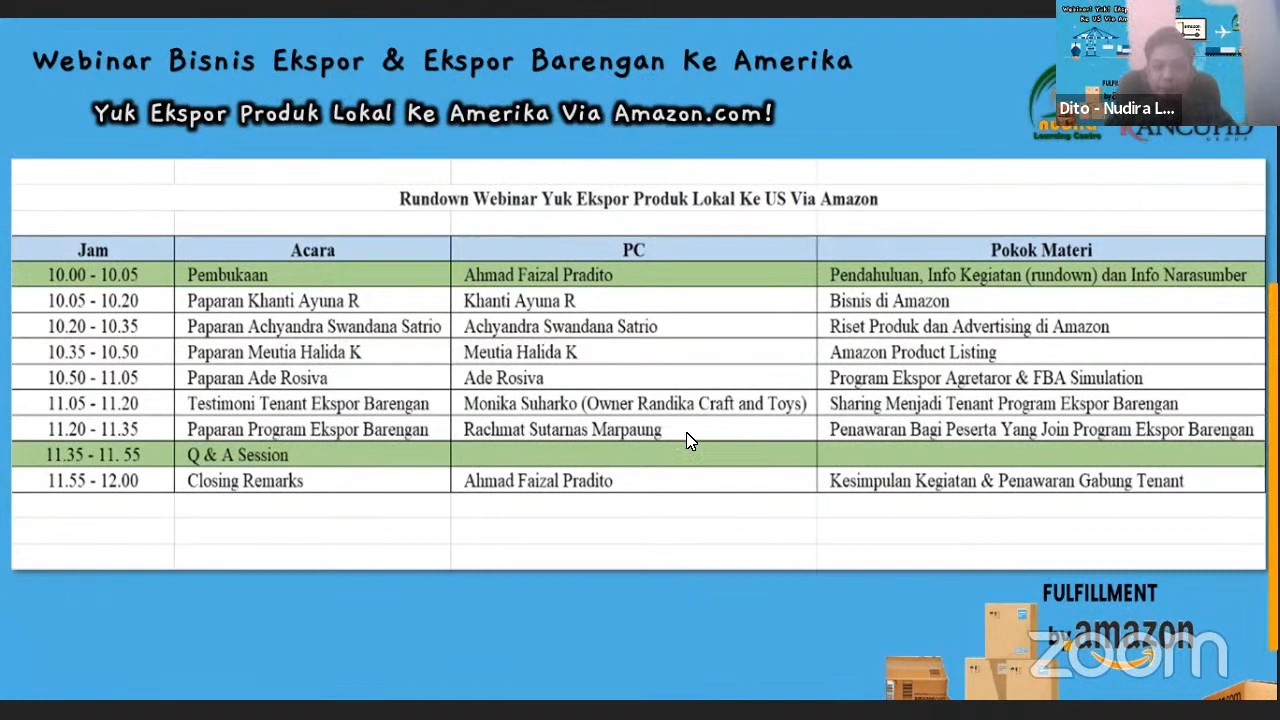 Webinar Bisnis Ekspor & Ekspor Barengan Ke Amerika
Yuk Ekspor Produk Lokal Ke Amerika Via Amazon.com!
Dito - Nudira L...
Learning Centre
RANCUPID
GROUP
Rundown Webinar Yuk Ekspor Produk Lokal Ke US Via Amazon
Jam Acara PC Pokok Materi
10.00 - 10.05 Pembukaan Ahmad Faizal Pradito Pendahuluan, Info Kegiatan (rundown) dan Info Narasumber
10.05 - 10.20 Paparan Khanti Ayuna R Khanti Ayuna R Bisnis di Amazon
10.20 - 10.35 Paparan Achyandra Swandana Satrio Achyandra Swandana Satrio Riset Produk dan Advertising di Amazon
10.35 - 10.50 Paparan Meutia Halida K Meutia Halida K Amazon Product Listing
10.50 - 11.05 Paparan Ade Rosiva Ade Rosiva Program Ekspor Agretaror & FBA Simulation
11.05 - 11.20 Testimoni Tenant Ekspor Barengan Monika Suharko (Owner Randika Craft and Toys) Sharing Menjadi Tenant Program Ekspor Barengan
11.20 - 11.35 Paparan Program Ekspor Barengan Rachmat Sutarnas Marpaung Penawaran Bagi Peserta Yang Join Program Ekspor Barengan
11.35 - 11. 55 Q & A Session
11.55 - 12.00 Closing Remarks Ahmad Faizal Pradito Kesimpulan Kegiatan & Penawaran Gabung Tenant
FULFILLMENT
by amazon
zoom